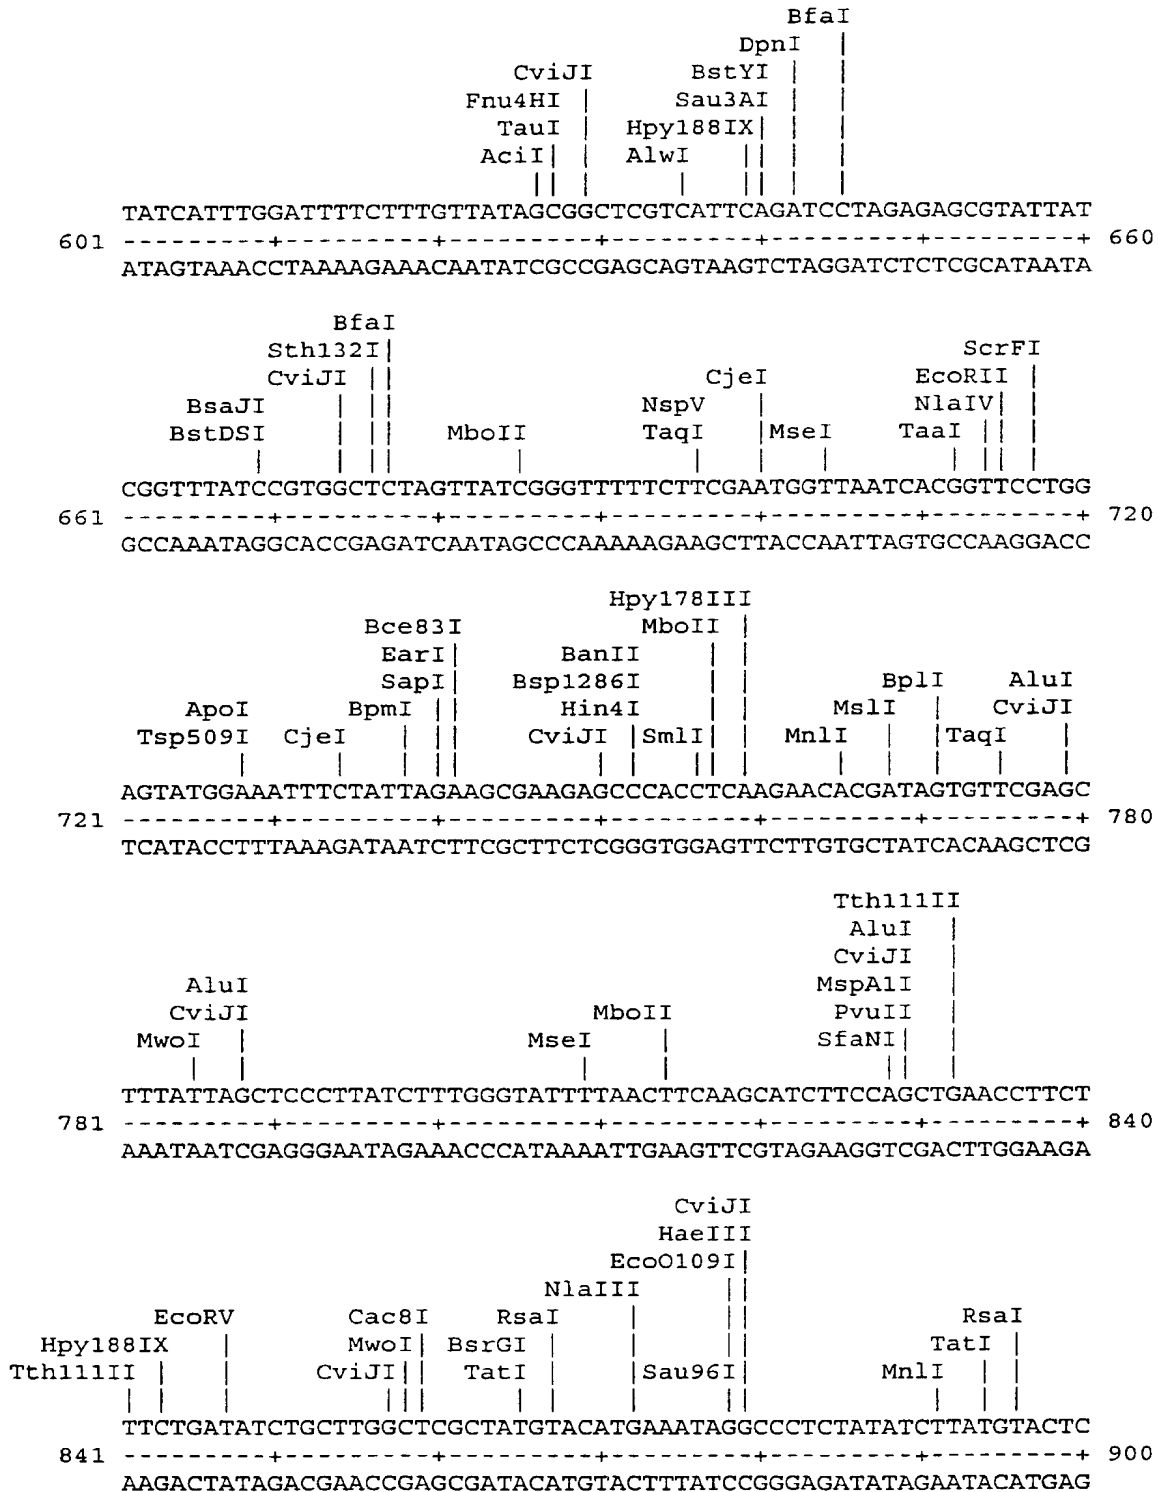 BfaI
DpnI
CviJI BstYI
Fnu4HI Sau3AI
TauI Hpy188IX
AciI AlwI
TATCATTTGGATTTTCTTTGTTATAGCGGCTCGTCATTCAGATCCTAGAGAGCGTATTAT
601 ---------+---------+---------+---------+---------+---------+ 660
ATAGTAAACCTAAAAGAAACAATATCGCCGAGCAGTAAGTCTAGGATCTCTCGCATAATA
BfaI
Sth132I ScrFI
CviJI CjeI EcoRII
BsaJI NspV NlaIV
BstDSI MboII TaqI MseI TaaI
CGGTTTATCCGTGGCTCTAGTTATCGGGTTTTTCTTCGAATGGTTAATCACGGTTCCTGG
661 ---------+---------+---------+---------+---------+---------+ 720
GCCAAATAGGCACCGAGATCAATAGCCCAAAAAGAAGCTTACCAATTAGTGCCAAGGACC
Hpy178III
Bce83I MboII
EarI BanII
SapI Bsp1286I BplI AluI
ApoI BpmI Hin4I MslI CviJI
Tsp509I CjeI CviJI SmlI MnlI TaqI
AGTATGGAAATTTCTATTAGAAGCGAAGAGCCCACCTCAAGAACACGATAGTGTTCGAGC
721 ---------+---------+---------+---------+---------+---------+ 780
TCATACCTTTAAAGATAATCTTCGCTTCTCGGGTGGAGTTCTTGTGCTATCACAAGCTCG
Tth111II
AluI
CviJI
AluI MspA1I
CviJI MboII PvuII
MwoI MseI SfaNI
TTTATTAGCTCCCTTATCTTTGGGTATTTTAACTTCAAGCATCTTCCAGCTGAACCTTCT
781 ---------+---------+---------+---------+---------+---------+ 840
AAATAATCGAGGGAATAGAAACCCATAAAATTGAAGTTCGTAGAAGGTCGACTTGGAAGA
CviJI
HaeIII
EcoO109I
NlaIII
EcoRV Cac8I RsaI RsaI
Hpy188IX MwoI BsrGI TatI
Tth111II CviJI TatI Sau96I MnlI
TTCTGATATCTGCTTGGCTCGCTATGTACATGAAATAGGCCCTCTATATCTTATGTACTC
841 ---------+---------+---------+---------+---------+---------+ 900
AAGACTATAGACGAACCGAGCGATACATGTACTTTATCCGGGAGATATAGAATACATGAG